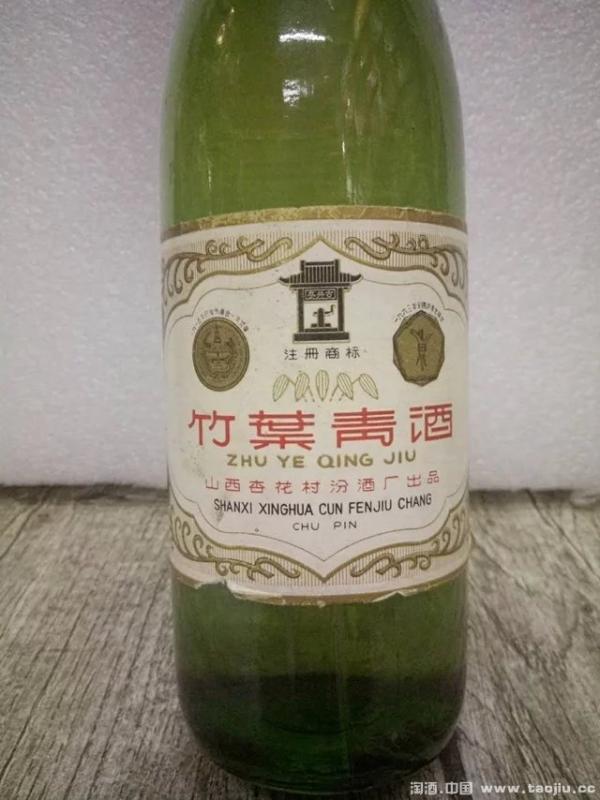 注册商标
竹葉青酒
ZHU YE QING JIU
山西杏花村汾酒厂出品
SHANXI XINGHUA CUN FENJIU CHANG
CHU PIN
淘酒.中国 www.taojiu.cc